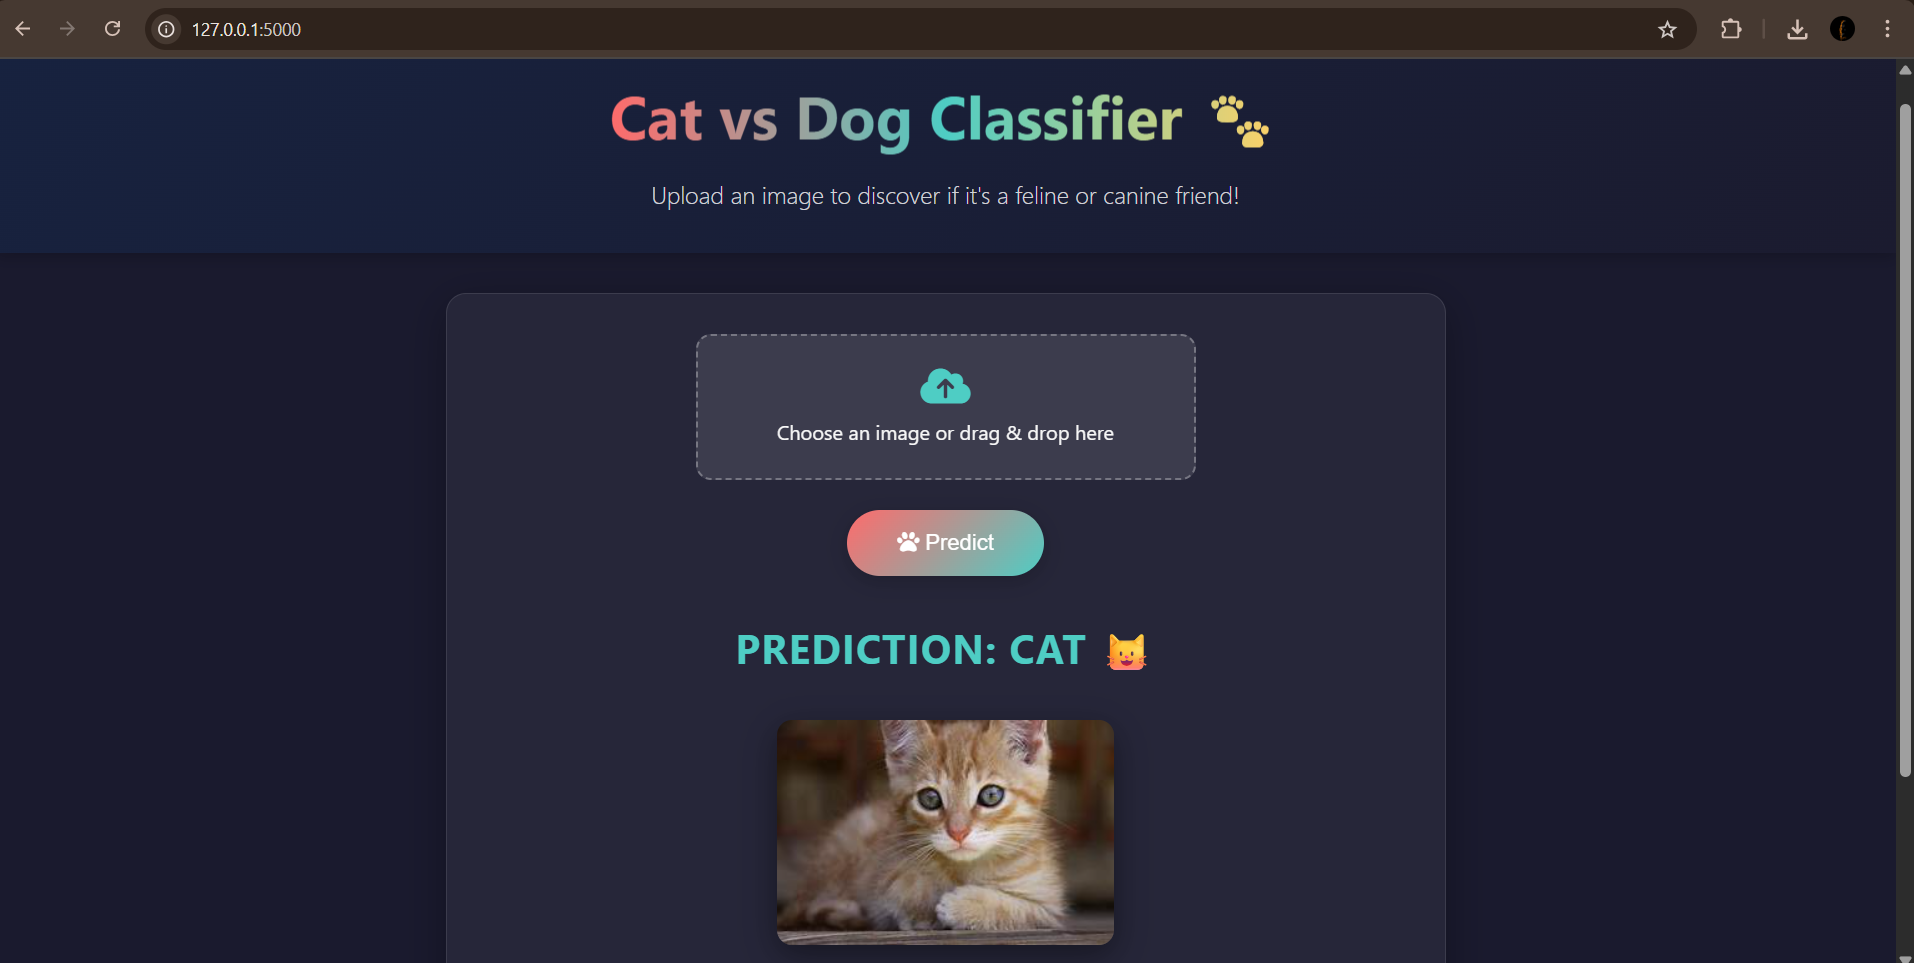 127.0.0.1:5000
Cat vs Dog Classifier 🐾
Upload an image to discover if it's a feline or canine friend!
Choose an image or drag & drop here
Predict
PREDICTION: CAT 😺